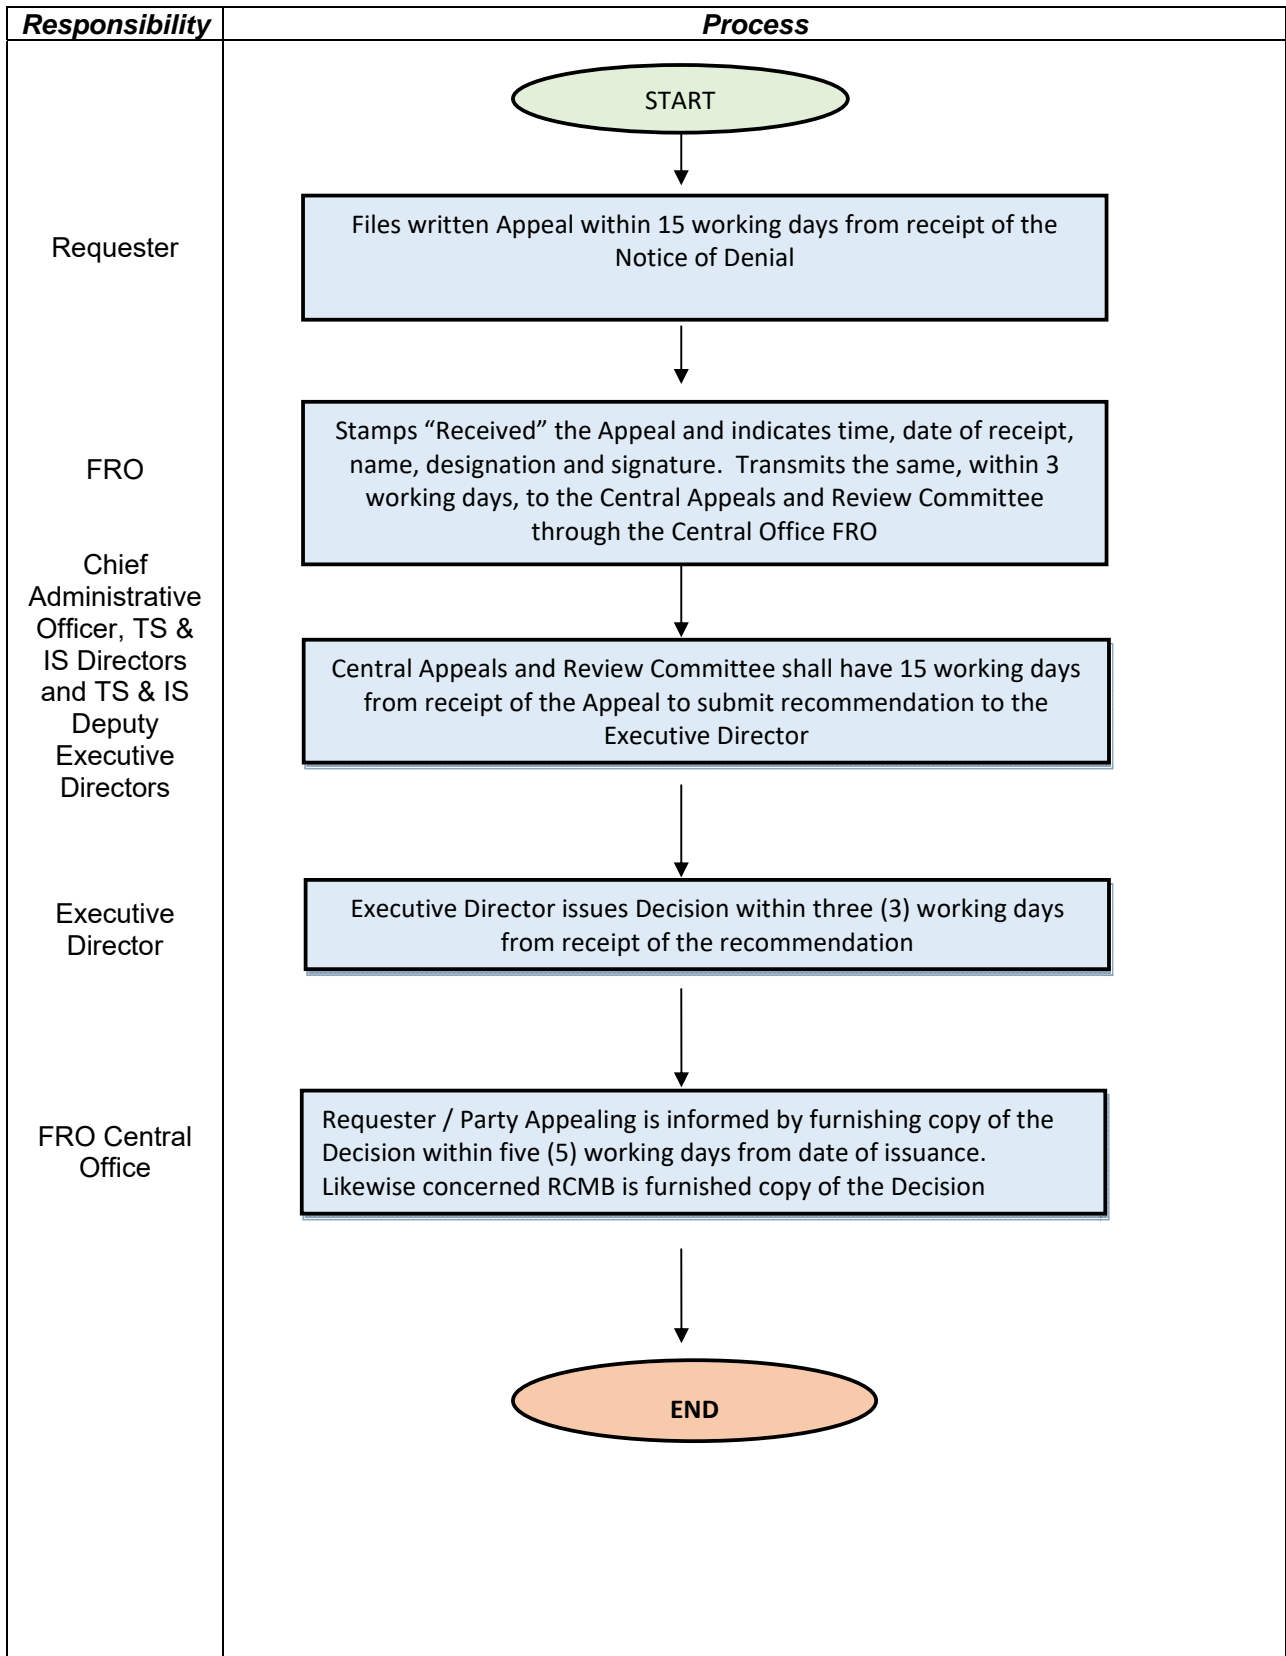 Responsibility
Process
START
Requester
Files written Appeal within 15 working days from receipt of the
Notice of Denial
FRO
Stamps “Received” the Appeal and indicates time, date of receipt,
name, designation and signature.  Transmits the same, within 3
working days, to the Central Appeals and Review Committee
through the Central Office FRO
Chief
Administrative
Officer, TS &
IS Directors
and TS & IS
Deputy
Executive
Directors
Central Appeals and Review Committee shall have 15 working days
from receipt of the Appeal to submit recommendation to the
Executive Director
Executive
Director
Executive Director issues Decision within three (3) working days
from receipt of the recommendation
FRO Central
Office
Requester / Party Appealing is informed by furnishing copy of the
Decision within five (5) working days from date of issuance.
Likewise concerned RCMB is furnished copy of the Decision
END